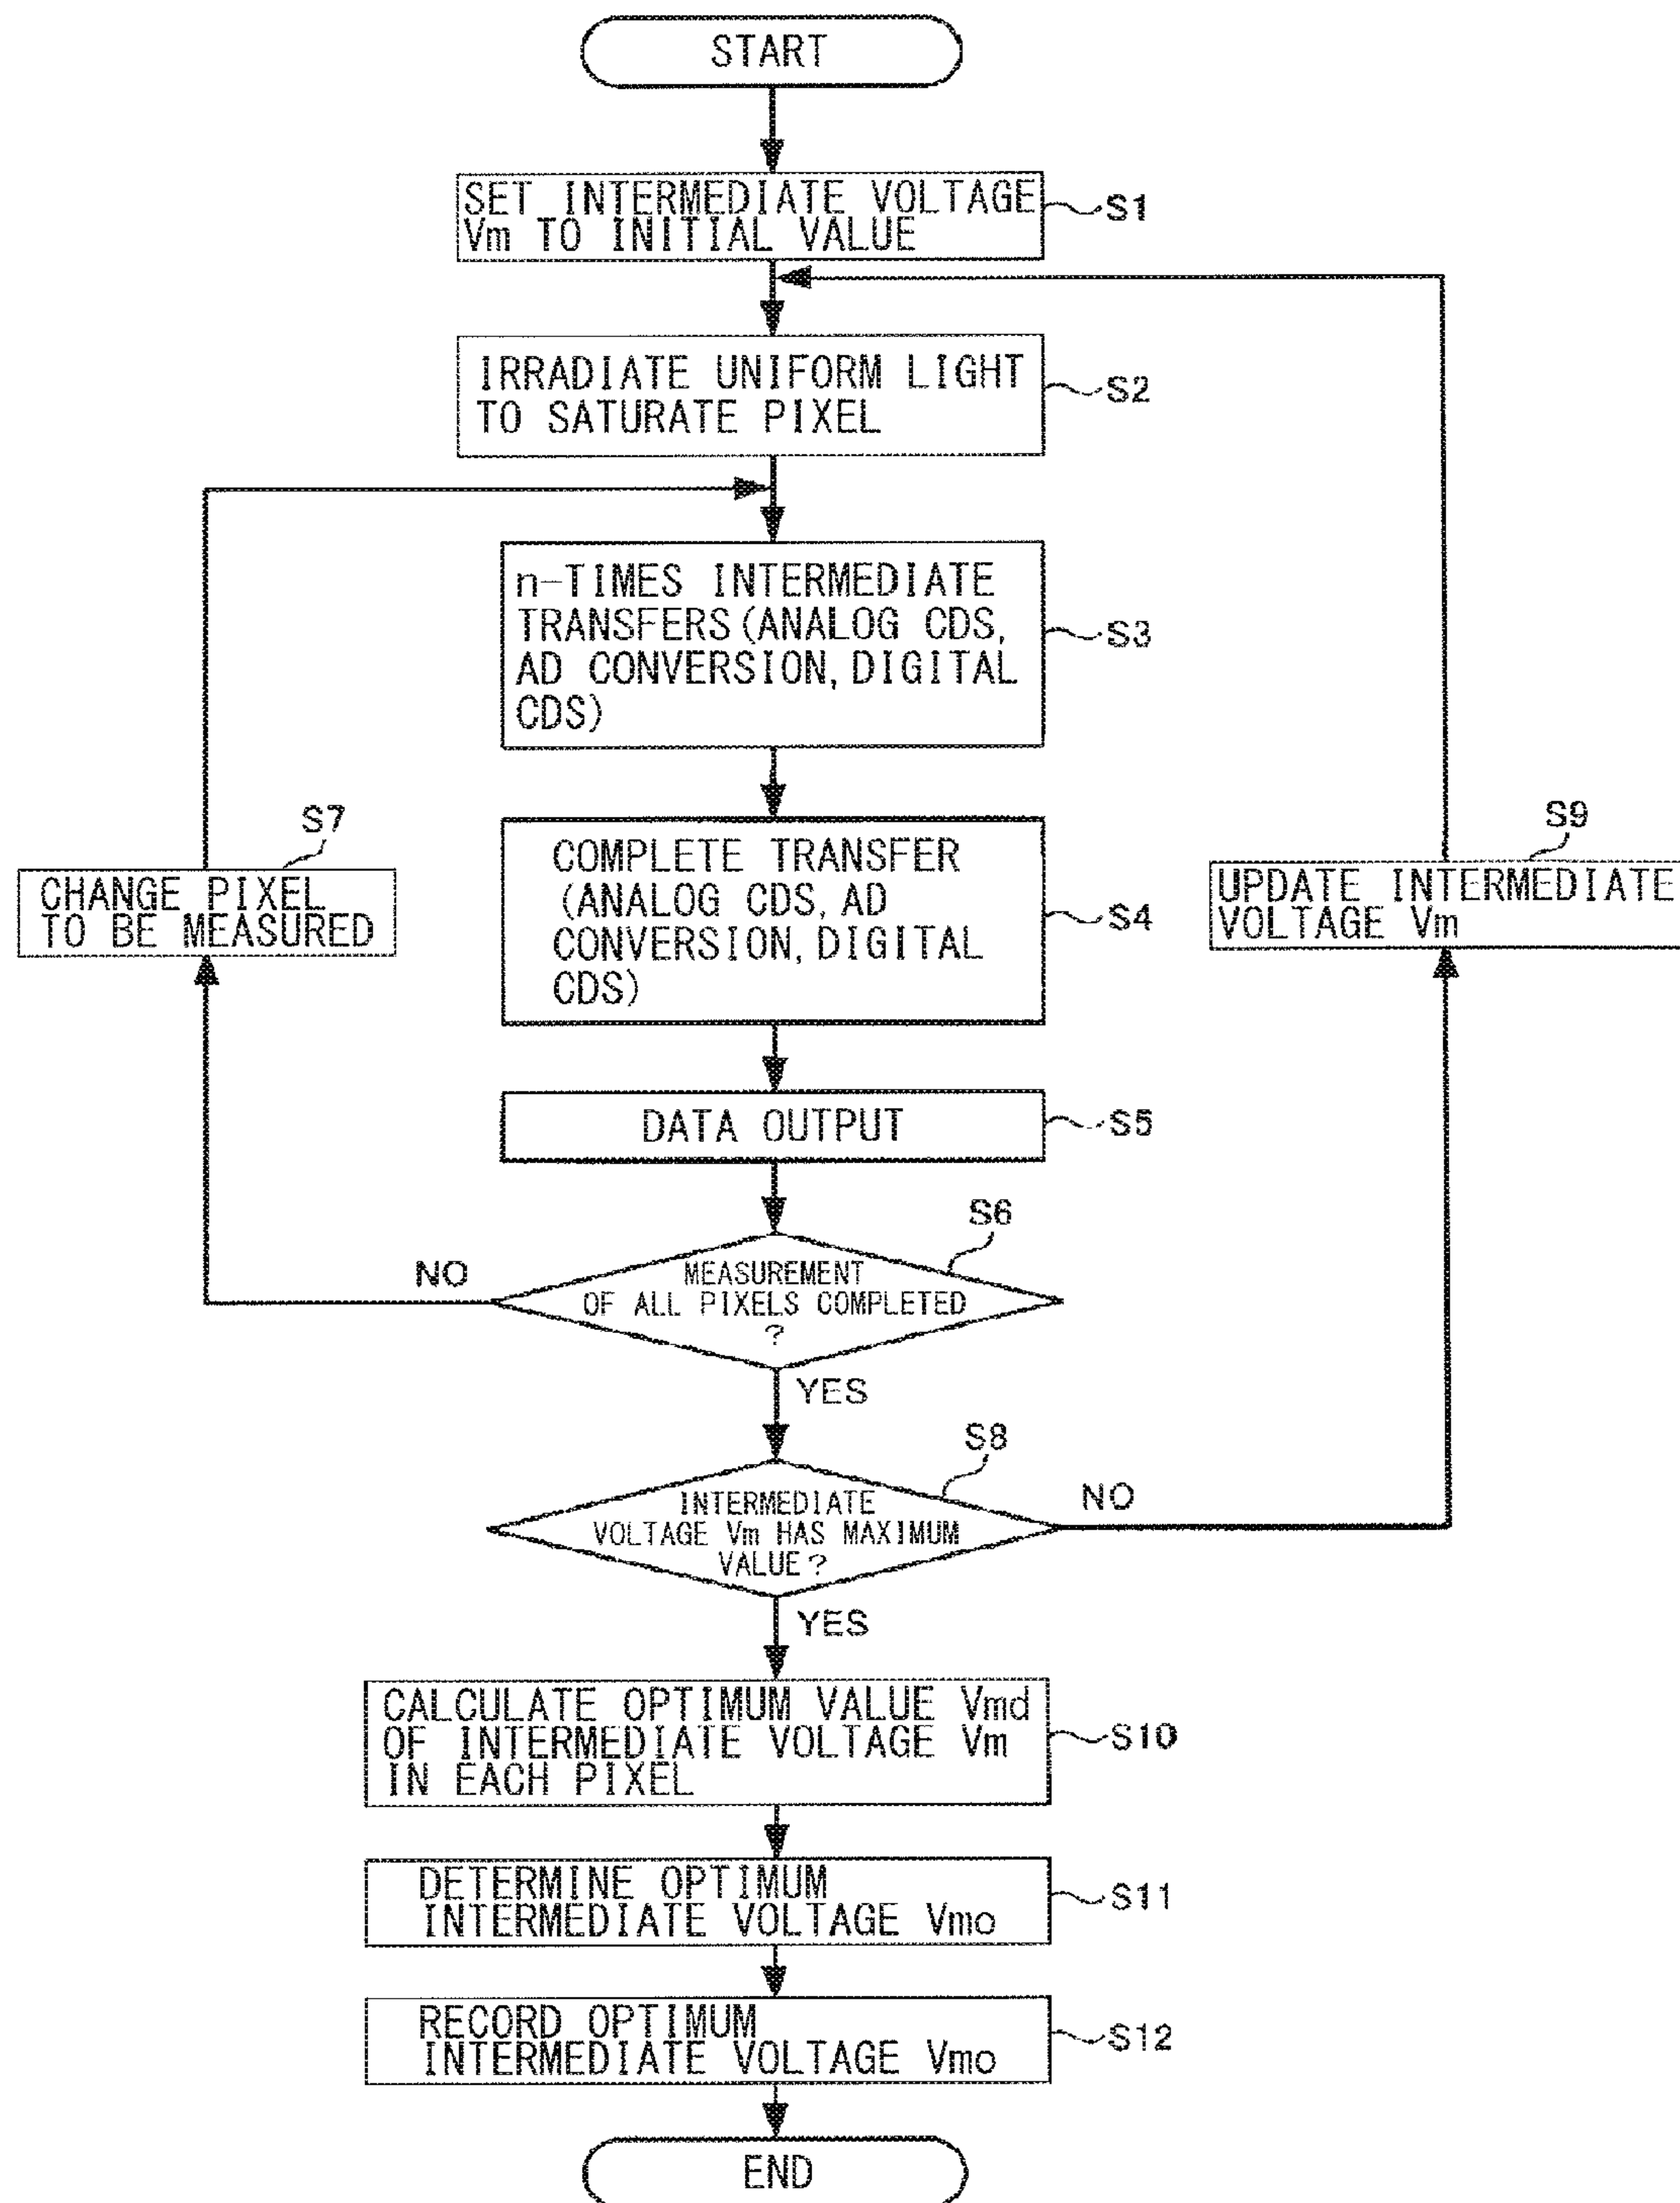 START
SET INTERMEDIATE VOLTAGE
Vm TO INITIAL VALUE
S1
IRRADIATE UNIFORM LIGHT
TO SATURATE PIXEL
S2
n-TIMES INTERMEDIATE
TRANSFERS(ANALOG CDS,
AD CONVERSION,DIGITAL
CDS)
S3
COMPLETE TRANSFER
(ANALOG CDS,AD
CONVERSION,DIGITAL
CDS)
S4
S7
CHANGE PIXEL
TO BE MEASURED
S9
UPDATE INTERMEDIATE
VOLTAGE Vm
DATA OUTPUT
S5
S6
MEASUREMENT
OF ALL PIXELS COMPLETED
?
NO
YES
S8
INTERMEDIATE
VOLTAGE Vm HAS MAXIMUM
VALUE?
NO
YES
CALCULATE OPTIMUM VALUE Vmd
OF INTERMEDIATE VOLTAGE Vm
IN EACH PIXEL
S10
DETERMINE OPTIMUM
INTERMEDIATE VOLTAGE Vmo
S11
RECORD OPTIMUM
INTERMEDIATE VOLTAGE Vmo
S12
END